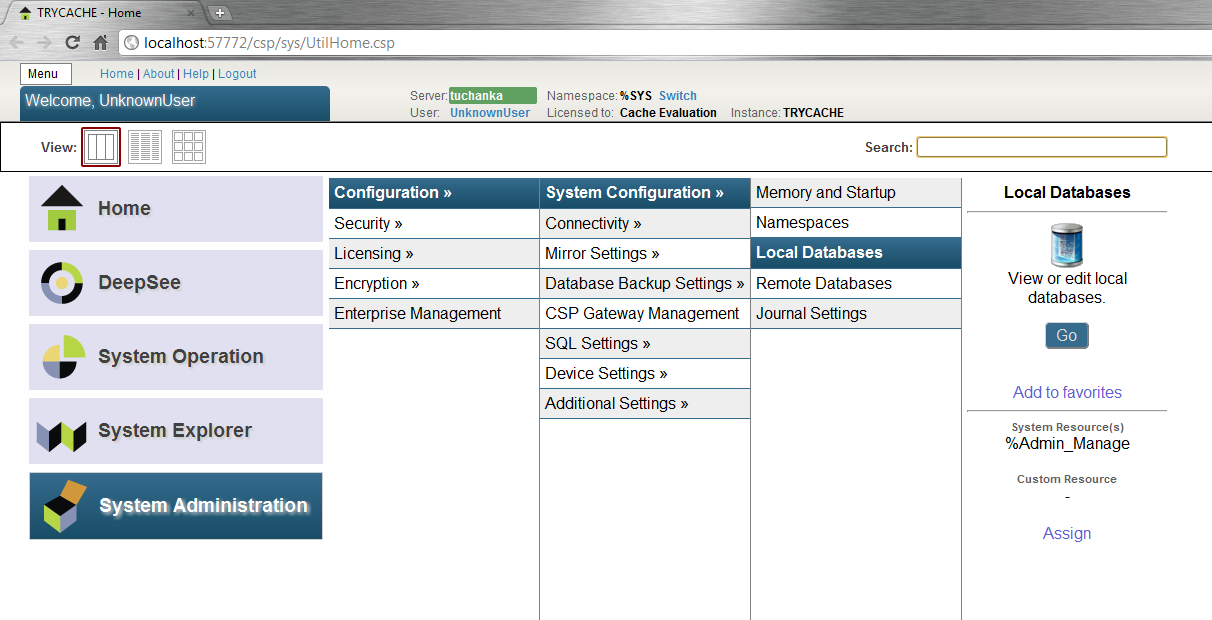 TRYCACHE - Home
localhost:57772/csp/sys/UtilHome.csp
Menu
Home | About | Help | Logout
Welcome, UnknownUser
Server: tuchanka Namespace: %SYS Switch
User: UnknownUser Licensed to: Cache Evaluation Instance: TRYCACHE
View:
Search:
Home
DeepSee
System Operation
System Explorer
System Administration
Configuration »
Security »
Licensing »
Encryption »
Enterprise Management
System Configuration »
Connectivity »
Mirror Settings »
Database Backup Settings »
CSP Gateway Management
SQL Settings »
Device Settings »
Additional Settings »
Memory and Startup
Namespaces
Local Databases
Remote Databases
Journal Settings
Local Databases
View or edit local
databases.
Go
Add to favorites
System Resource(s)
%Admin_Manage
Custom Resource
-
Assign